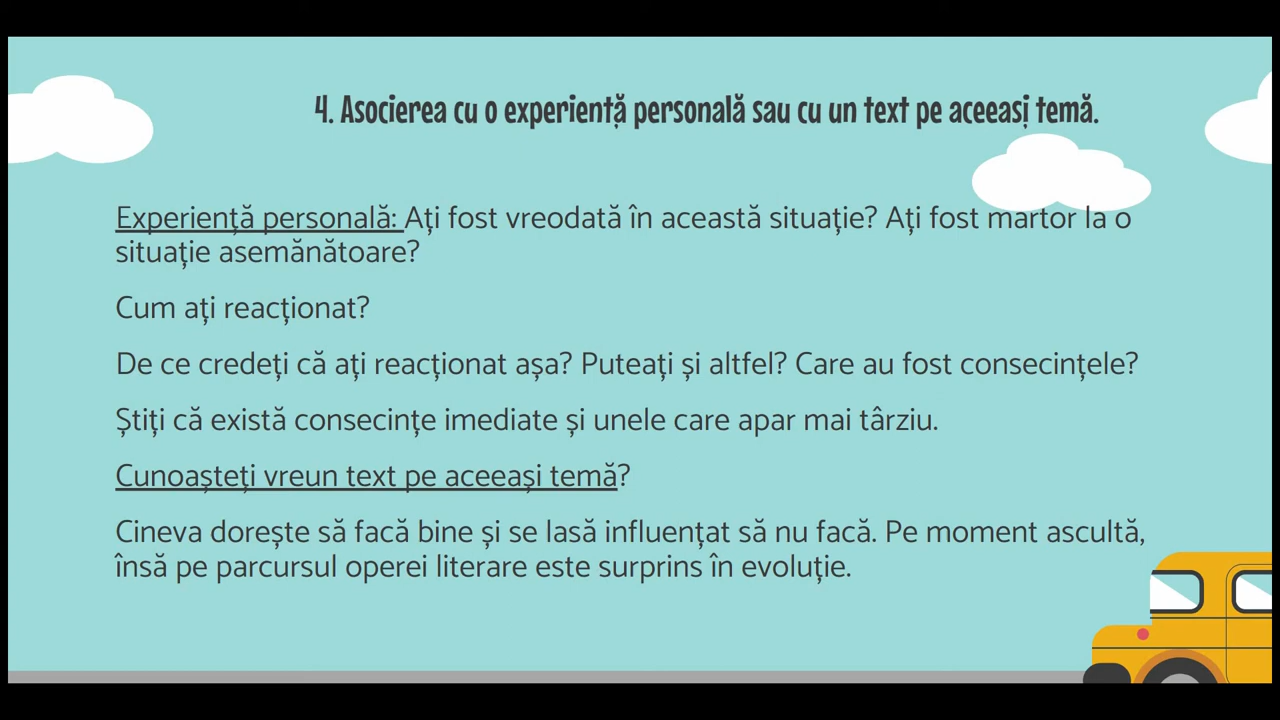 4. Asocierea cu o experiență personală sau cu un text pe aceeași temă.
Experiență personală: Ați fost vreodată în această situație? Ați fost martor la o
situație asemănătoare?
Cum ați reacționat?
De ce credeți că ați reacționat așa? Puteați și altfel? Care au fost consecințele?
Știți că există consecințe imediate și unele care apar mai târziu.
Cunoașteți vreun text pe aceeași temă?
Cineva dorește să facă bine și se lasă influențat să nu facă. Pe moment ascultă,
însă pe parcursul operei literare este surprins în evoluție.